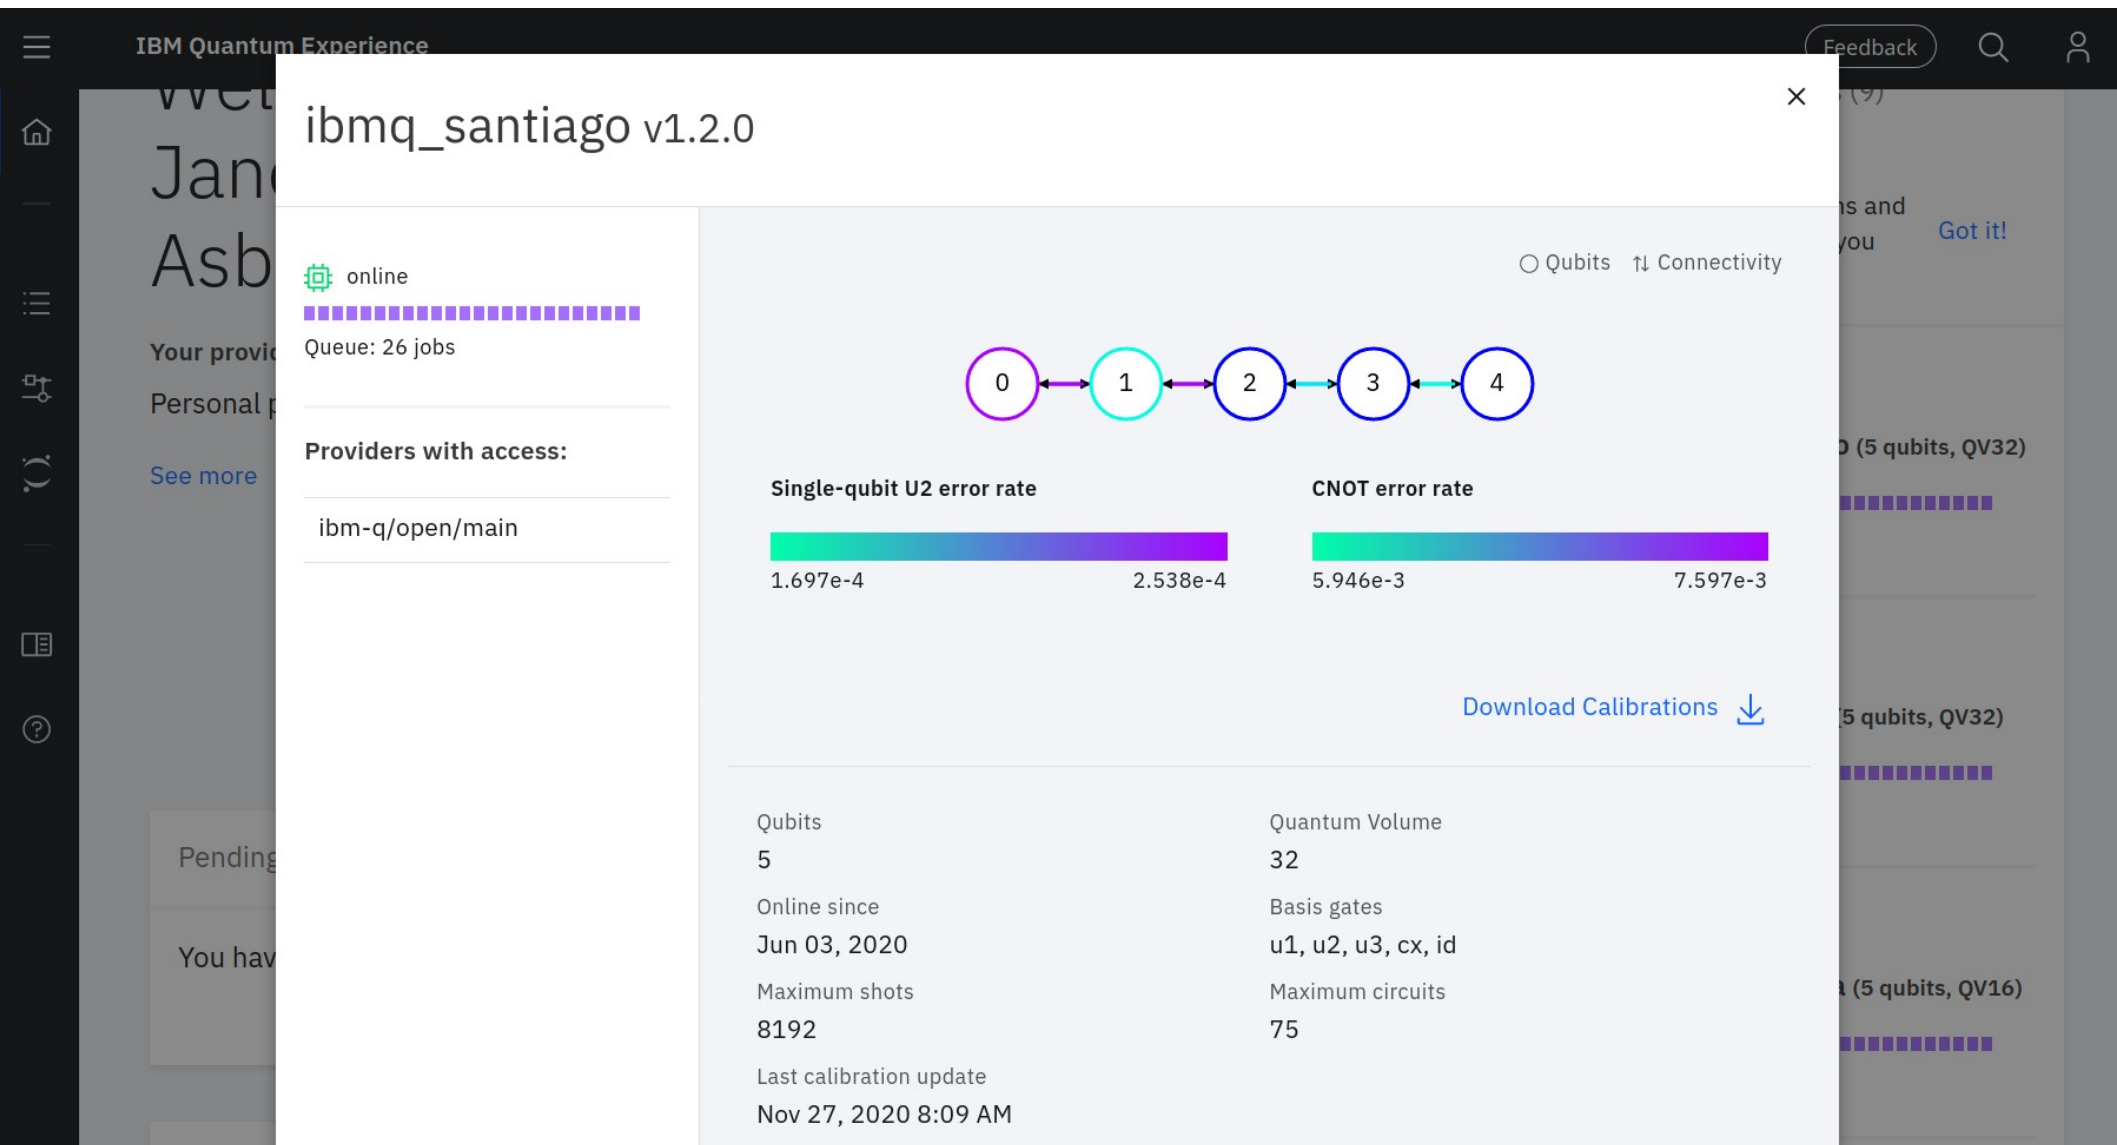 IBM Quantum Experience
Feedback
ibmq_santiago v1.2.0
(9)
Jan
Asb
and
you
Got it!
online
Queue: 26 jobs
Your
Personal
See more
Providers with access:
ibm-q/open/main
Qubits
Connectivity
0 1 2 3 4
Single-qubit U2 error rate
1.697e-4 2.538e-4
CNOT error rate
5.946e-3 7.597e-3
Download Calibrations
Qubits
5
Quantum Volume
32
Online since
Jun 03, 2020
Basis gates
u1, u2, u3, cx, id
Maximum shots
8192
Maximum circuits
75
Last calibration update
Nov 27, 2020 8:09 AM
Pending
You hav
(5 qubits, QV32)
(5 qubits, QV32)
(5 qubits, QV16)